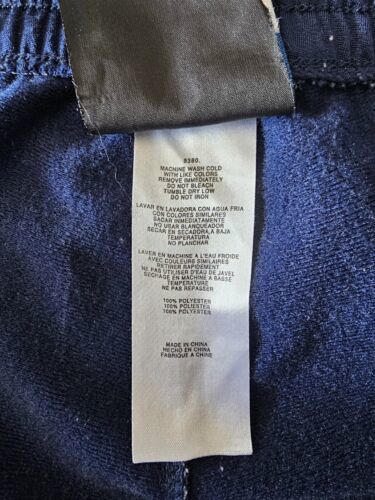 8380.
MACHINE WASH COLD
WITH LIKE COLORS
REMOVE IMMEDIATELY
DO NOT BLEACH
TUMBLE DRY LOW
DO NOT IRON
LAVAR EN LAVADORA CON AGUA FRIA
CON COLORES SIMILARES
SACAR INMEDIATAMENTE
NO USAR BLANQUEADOR
SECAR EN SECADORA A BAJA
TEMPERATURA
NO PLANCHAR
LAVER EN MACHINE A L'EAU FROIDE
AVEC COULEURS SIMILAIRES
RETIRER RAPIDEMENT
NE PAS UTILISER D'EAU DE JAVEL
SECHAGE EN MACHINE A BASSE
TEMPERATURE
NE PAS REPASSER
100% POLYESTER
100% POLYESTER
100% POLYESTER
MADE IN CHINA
HECHO EN CHINA
FABRIQUE A CHINE